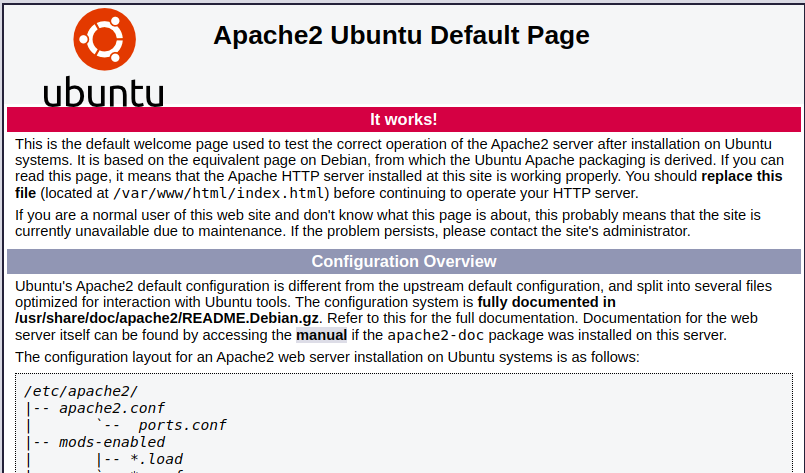 Apache2 Ubuntu Default Page
ubuntu
It works!
This is the default welcome page used to test the correct operation of the Apache2 server after installation on Ubuntu
systems. It is based on the equivalent page on Debian, from which the Ubuntu Apache packaging is derived. If you can
read this page, it means that the Apache HTTP server installed at this site is working properly. You should replace this
file (located at /var/www/html/index.html) before continuing to operate your HTTP server.
If you are a normal user of this web site and don't know what this page is about, this probably means that the site is
currently unavailable due to maintenance. If the problem persists, please contact the site's administrator.
Configuration Overview
Ubuntu's Apache2 default configuration is different from the upstream default configuration, and split into several files
optimized for interaction with Ubuntu tools. The configuration system is fully documented in
/usr/share/doc/apache2/README.Debian.gz. Refer to this for the full documentation. Documentation for the web
server itself can be found by accessing the manual if the apache2-doc package was installed on this server.
The configuration layout for an Apache2 web server installation on Ubuntu systems is as follows:
/etc/apache2/
|-- apache2.conf
|       `--  ports.conf
|-- mods-enabled
|       |-- *.load